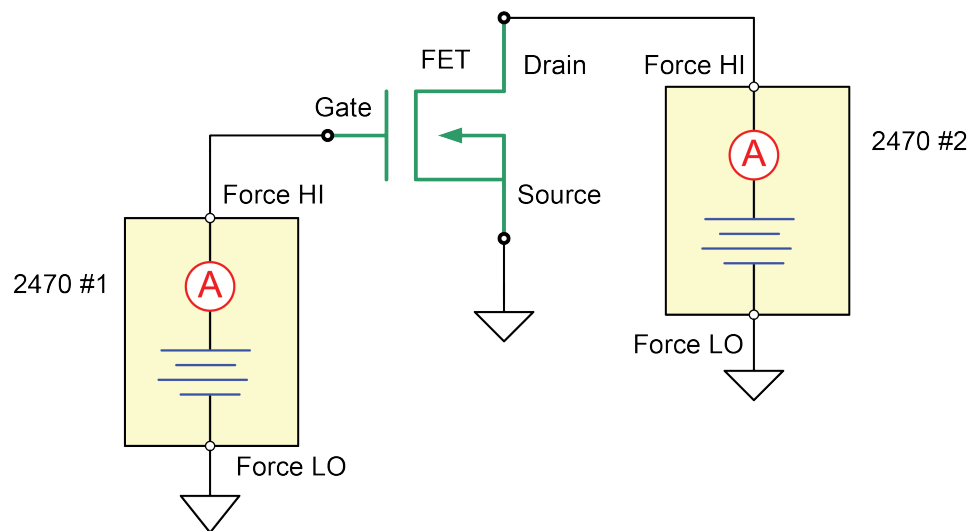 FET
Drain
Force HI
Gate
A
2470 #2
Force HI
Source
2470 #1
A
Force LO
Force LO